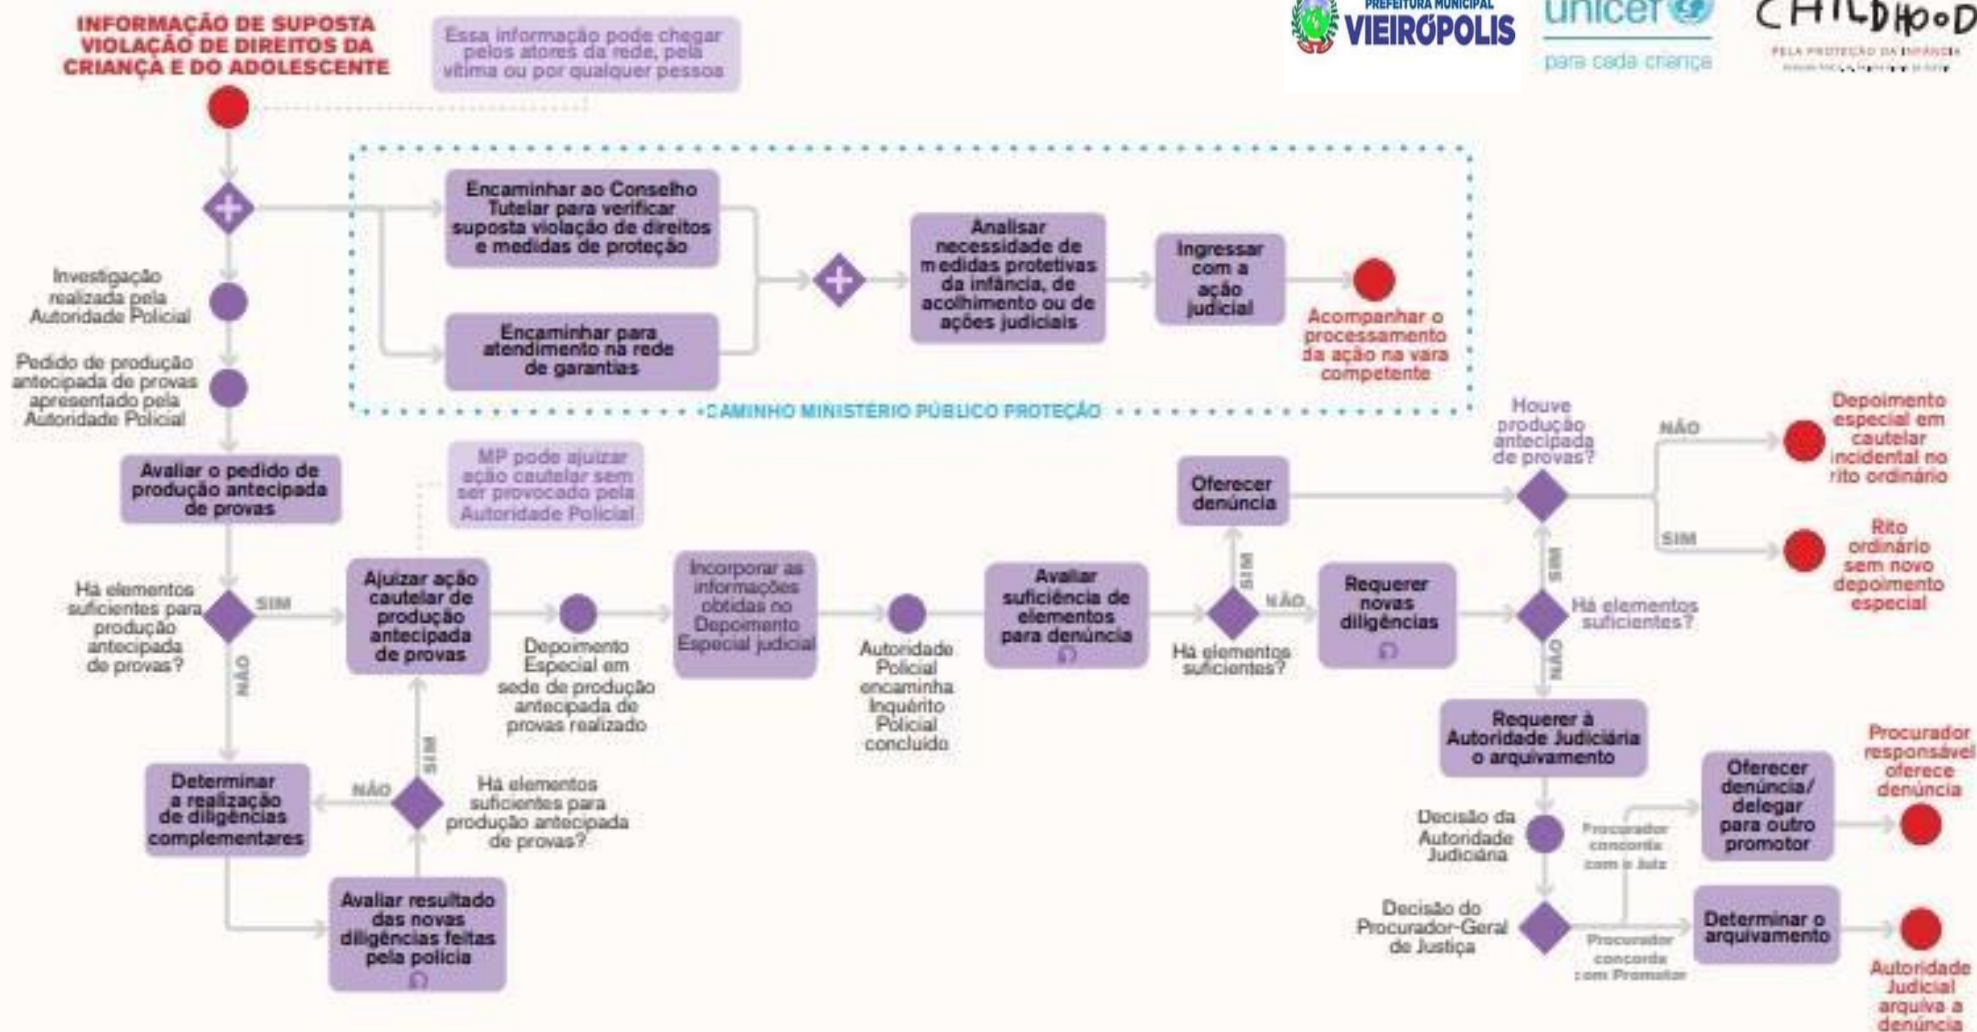 INFORMAÇÃO DE SUPOSTA
VIOLAÇÃO DE DIREITOS DA
CRIANÇA E DO ADOLESCENTE
Essa informação pode chegar
pelos atores da rede, pela
vítima ou por qualquer pessoa
PREFEITURA MUNICIPAL
VIEIRÓPOLIS
unicef
para cada criança
CHILDHOOD
PELA PROTEÇÃO DA INFÂNCIA
Encaminhar ao Conselho
Tutelar para verificar
suposta violação de direitos
e medidas de proteção
Encaminhar para
atendimento na rede
de garantias
Analisar
necessidade de
medidas protetivas
da infância, de
acolhimento ou de
ações judiciais
Ingressar
com a
ação
judicial
Acompanhar o
processamento
da ação na vara
competente
CAMINHO MINISTÉRIO PÚBLICO PROTEÇÃO
Investigação
realizada pela
Autoridade Policial
Pedido de produção
antecipada de provas
apresentado pela
Autoridade Policial
Avaliar o pedido de
produção antecipada
de provas
MP pode ajuizar
ação cautelar sem
ser provocado pela
Autoridade Policial
Há elementos
suficientes para
produção
antecipada
de provas?
SIM
NÃO
Ajuizar ação
cautelar de
produção
antecipada
de provas
Depoimento
Especial em
sede de produção
antecipada de
provas realizado
Incorporar as
informações
obtidas no
Depoimento
Especial judicial
Autoridade
Policial
encaminha
Inquérito
Policial
concluído
Avaliar
suficiência de
elementos
para denúncia
Há elementos
suficientes?
SIM
NÃO
Oferecer
denúncia
Requerer
novas
diligências
Houve
produção
antecipada
de provas?
NÃO
SIM
Depoimento
especial em
cautelar
incidental no
rito ordinário
Rito
ordinário
sem novo
depoimento
especial
SIM
Há elementos
suficientes?
NÃO
Determinar
a realização
de diligências
complementares
NÃO
SIM
Há elementos
suficientes para
produção antecipada
de provas?
Avaliar resultado
das novas
diligências feitas
pela polícia
Requerer à
Autoridade Judiciária
o arquivamento
Decisão da
Autoridade
Judiciária
Decisão do
Procurador-Geral
de Justiça
Procurador
concorda
com o Juiz
Procurador
concorda
com Promotor
Oferecer
denúncia/
delegar
para outro
promotor
Procurador
responsável
oferece
denúncia
Determinar o
arquivamento
Autoridade
Judicial
arquiva a
denúncia